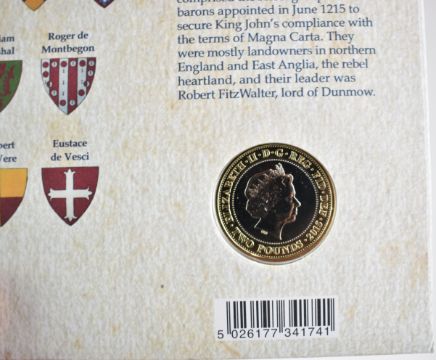 barons appointed in June 1215 to
secure King John's compliance with
the terms of Magna Carta. They
were mostly landowners in northern
England and East Anglia, the rebel
heartland, and their leader was
Robert FitzWalter, lord of Dunmow.
Roger de
Montbegon
Eustace
de Vesci
ELIZABETH·II·D·G·REG·FID·DEF
TWO POUNDS·2015
5 026177 341741